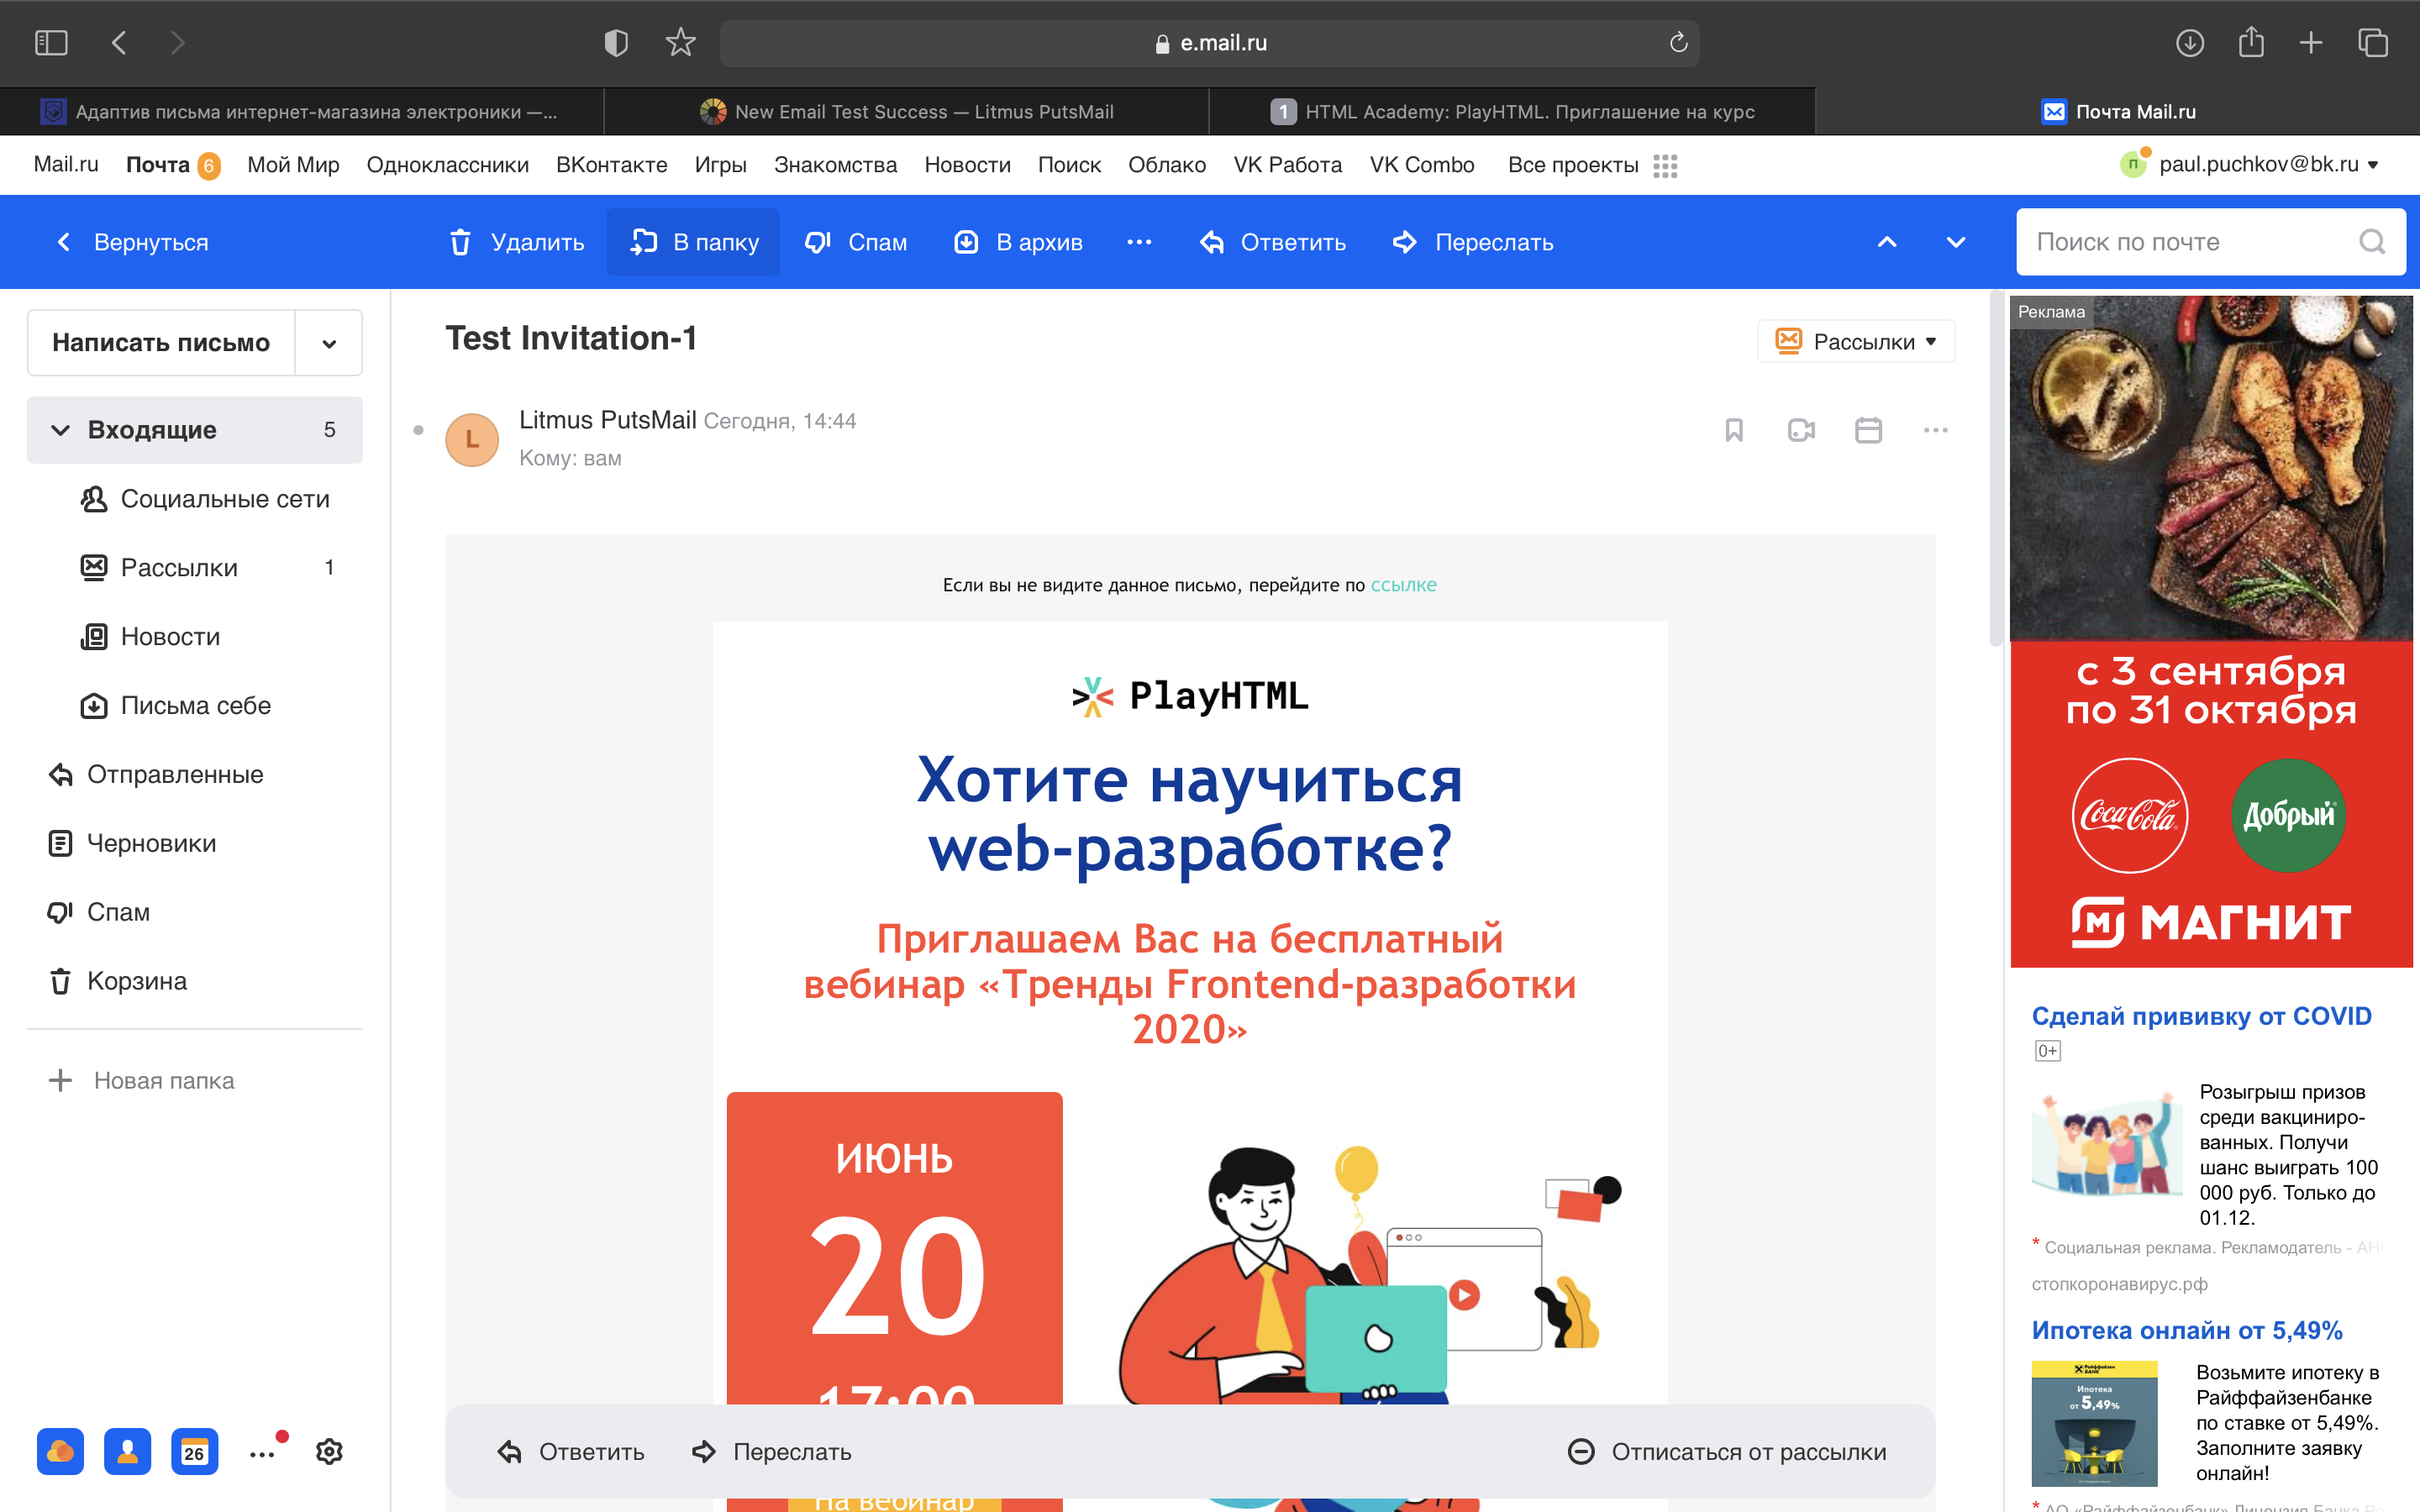 e.mail.ru
Адаптив письма интернет-магазина электроники —...
New Email Test Success — Litmus PutsMail
1 HTML Academy: PlayHTML. Приглашение на курс
Почта Mail.ru
Mail.ru Почта 6 Мой Мир Одноклассники ВКонтакте Игры Знакомства Новости Поиск Облако VK Работа VK Combo Все проекты
п paul.puchkov@bk.ru
Вернуться
Удалить В папку Спам В архив Ответить Переслать
Поиск по почте
Написать письмо
Входящие 5
Социальные сети
Рассылки 1
Новости
Письма себе
Отправленные
Черновики
Спам
Корзина
Новая папка
26
Test Invitation-1
Рассылки
L
Litmus PutsMail Сегодня, 14:44
Кому: вам
Если вы не видите данное письмо, перейдите по ссылке
PlayHTML
Хотите научиться
web-разработке?
Приглашаем Вас на бесплатный
вебинар «Тренды Frontend-разработки
2020»
ИЮНЬ
20
17:00
На вебинар
Ответить Переслать
Отписаться от рассылки
Реклама
с 3 сентября
по 31 октября
Coca-Cola
Добрый
М МАГНИТ
Сделай прививку от COVID
0+
Розыгрыш призов
среди вакциниро-
ванных. Получи
шанс выиграть 100
000 руб. Только до
01.12.
* Социальная реклама. Рекламодатель - АНО
стопкоронавирус.рф
Ипотека онлайн от 5,49%
Райффайзен
БАНК
Ипотека
от 5,49%
Возьмите ипотеку в
Райффайзенбанке
по ставке от 5,49%.
Заполните заявку
онлайн!
* АО «Райффайзенбанк» Лицензия Банка